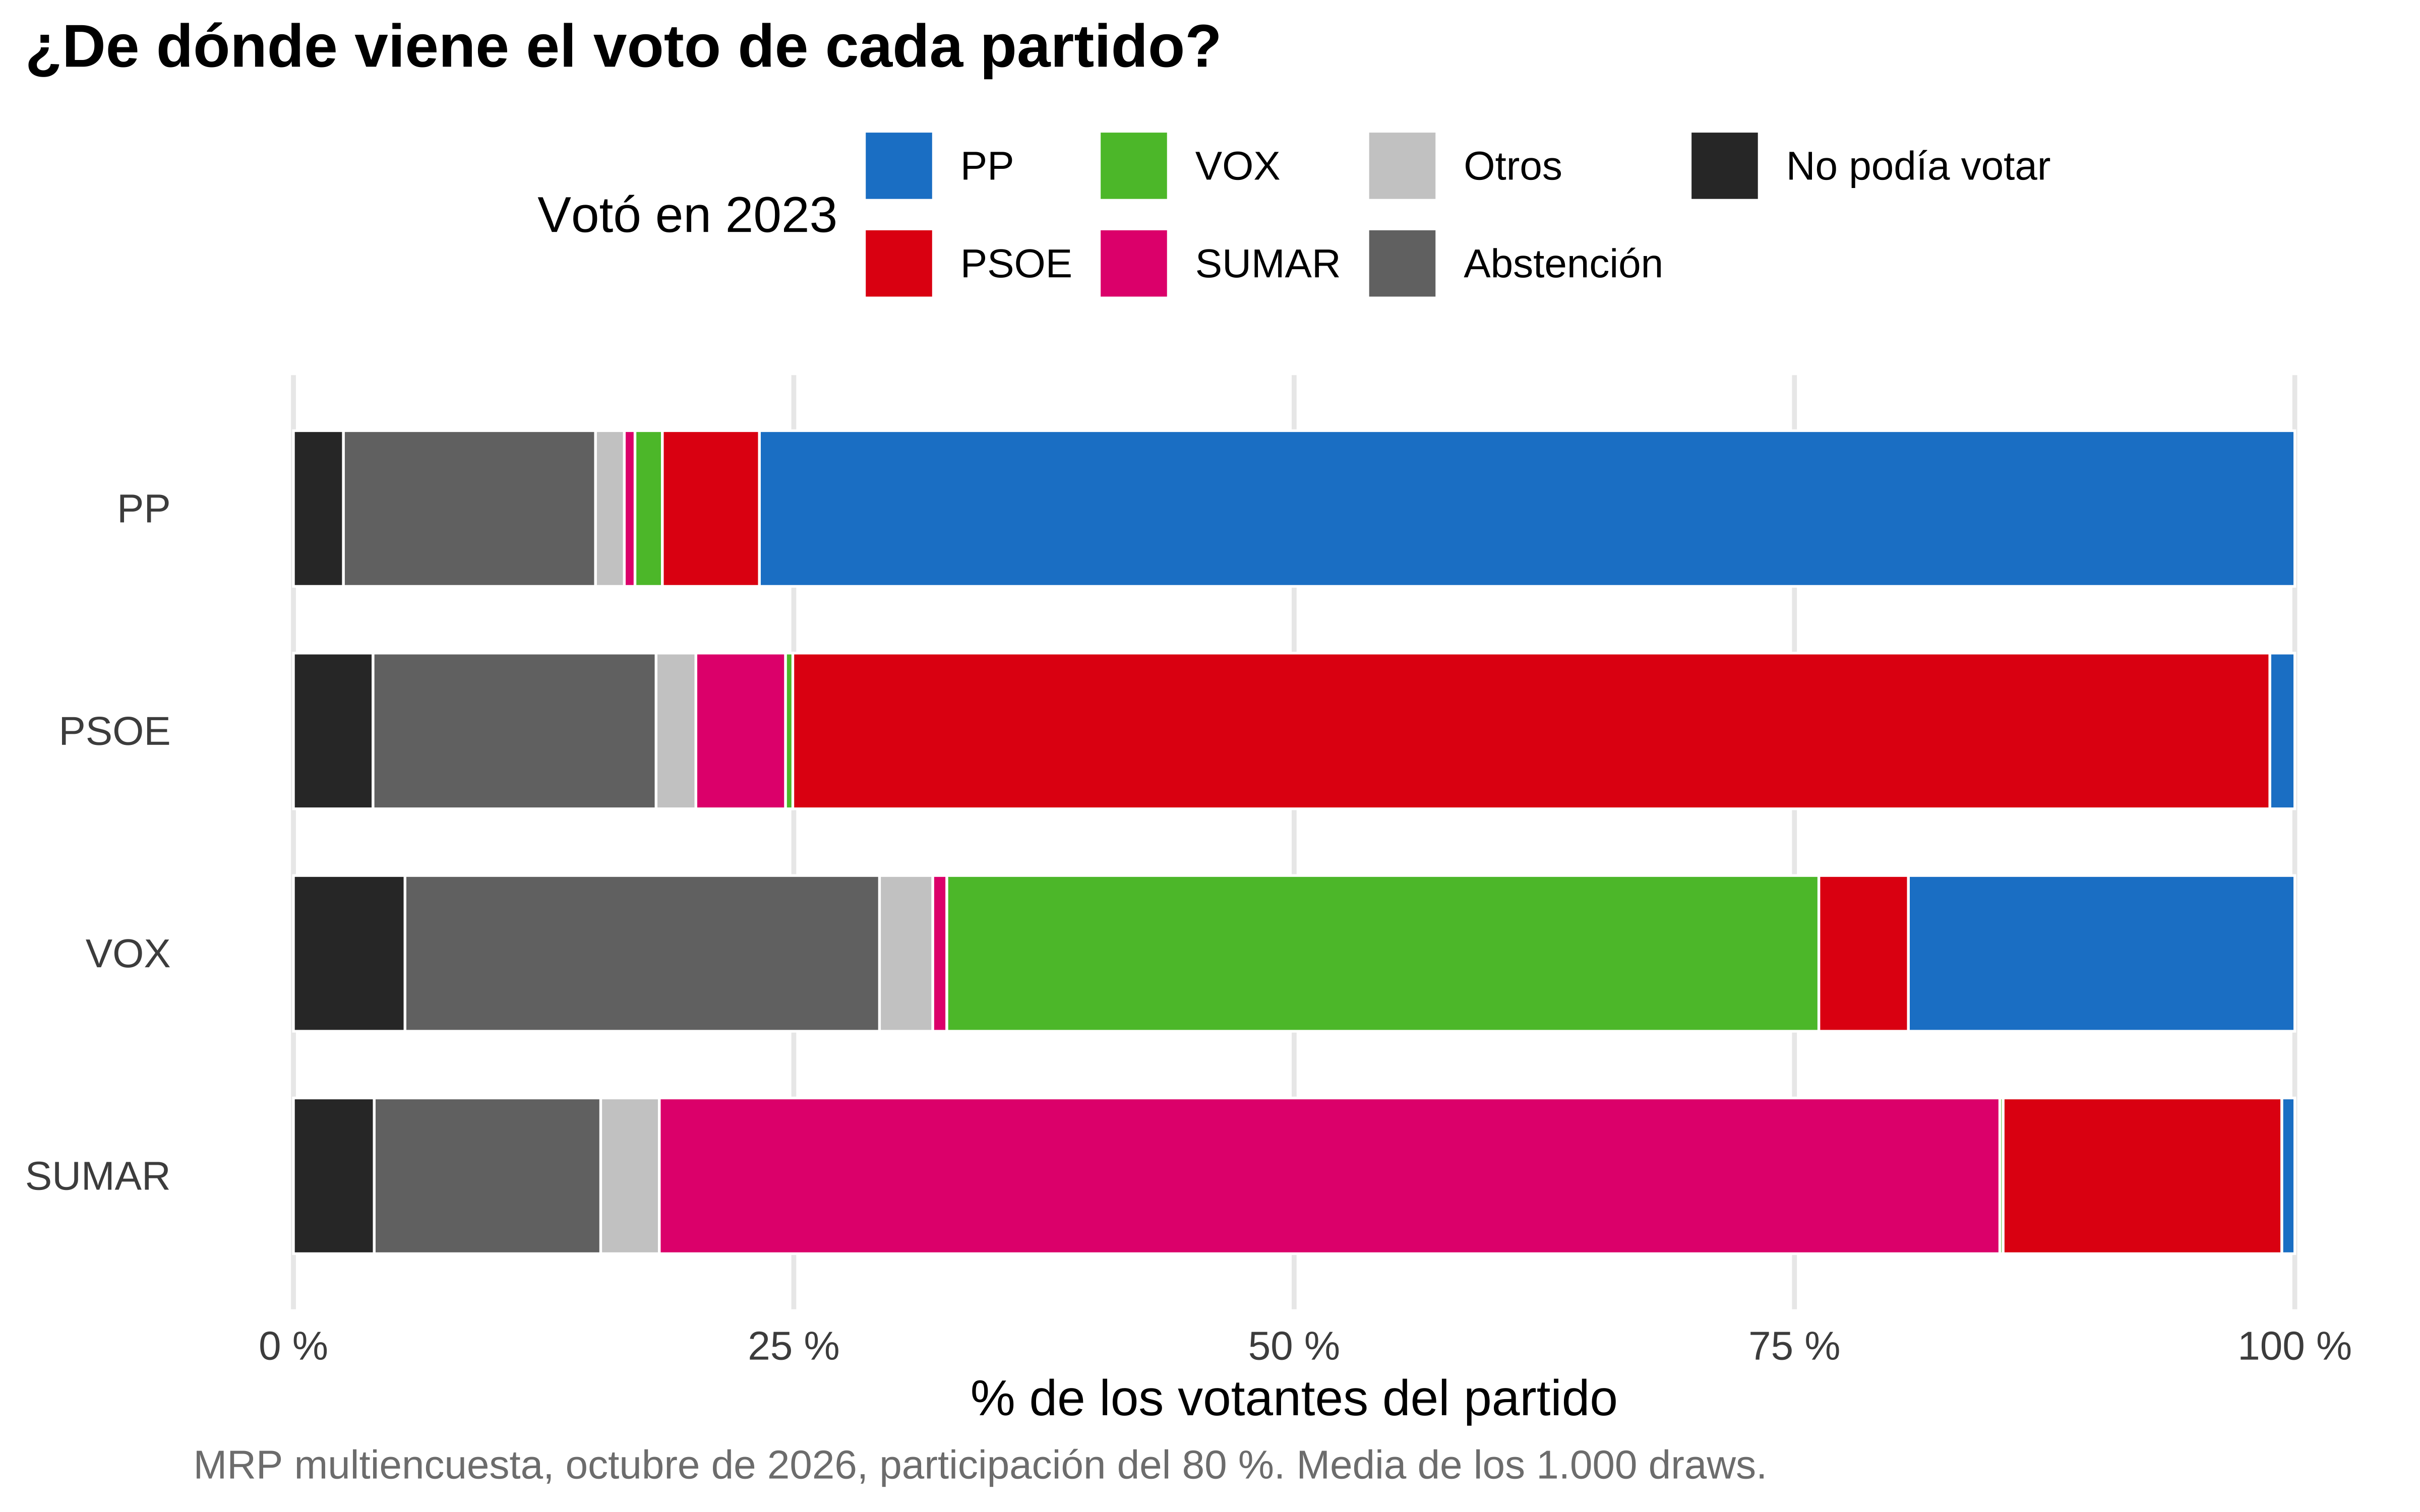 ¿De dónde viene el voto de cada partido?
Votó en 2023
PP
VOX
Otros
No podía votar
PSOE
SUMAR
Abstención
PP
PSOE
VOX
SUMAR
0 %
25 %
50 %
75 %
100 %
% de los votantes del partido
MRP multiencuesta, octubre de 2026, participación del 80 %. Media de los 1.000 draws.